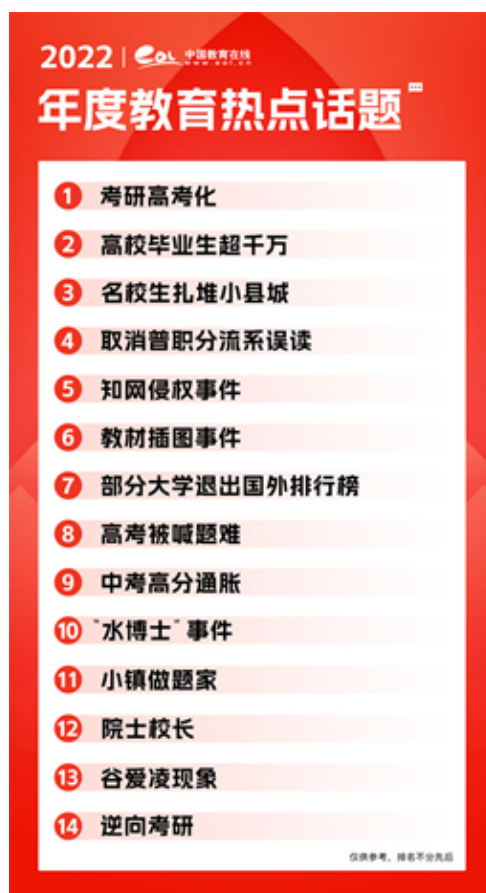 2022 | eol 中国教育在线
www.eol.cn
年度教育热点话题
1 考研高考化
2 高校毕业生超千万
3 名校生扎堆小县城
4 取消普职分流系误读
5 知网侵权事件
6 教材插图事件
7 部分大学退出国外排行榜
8 高考被喊题难
9 中考高分通胀
10 “水博士”事件
11 小镇做题家
12 院士校长
13 谷爱凌现象
14 逆向考研
仅供参考，排名不分先后